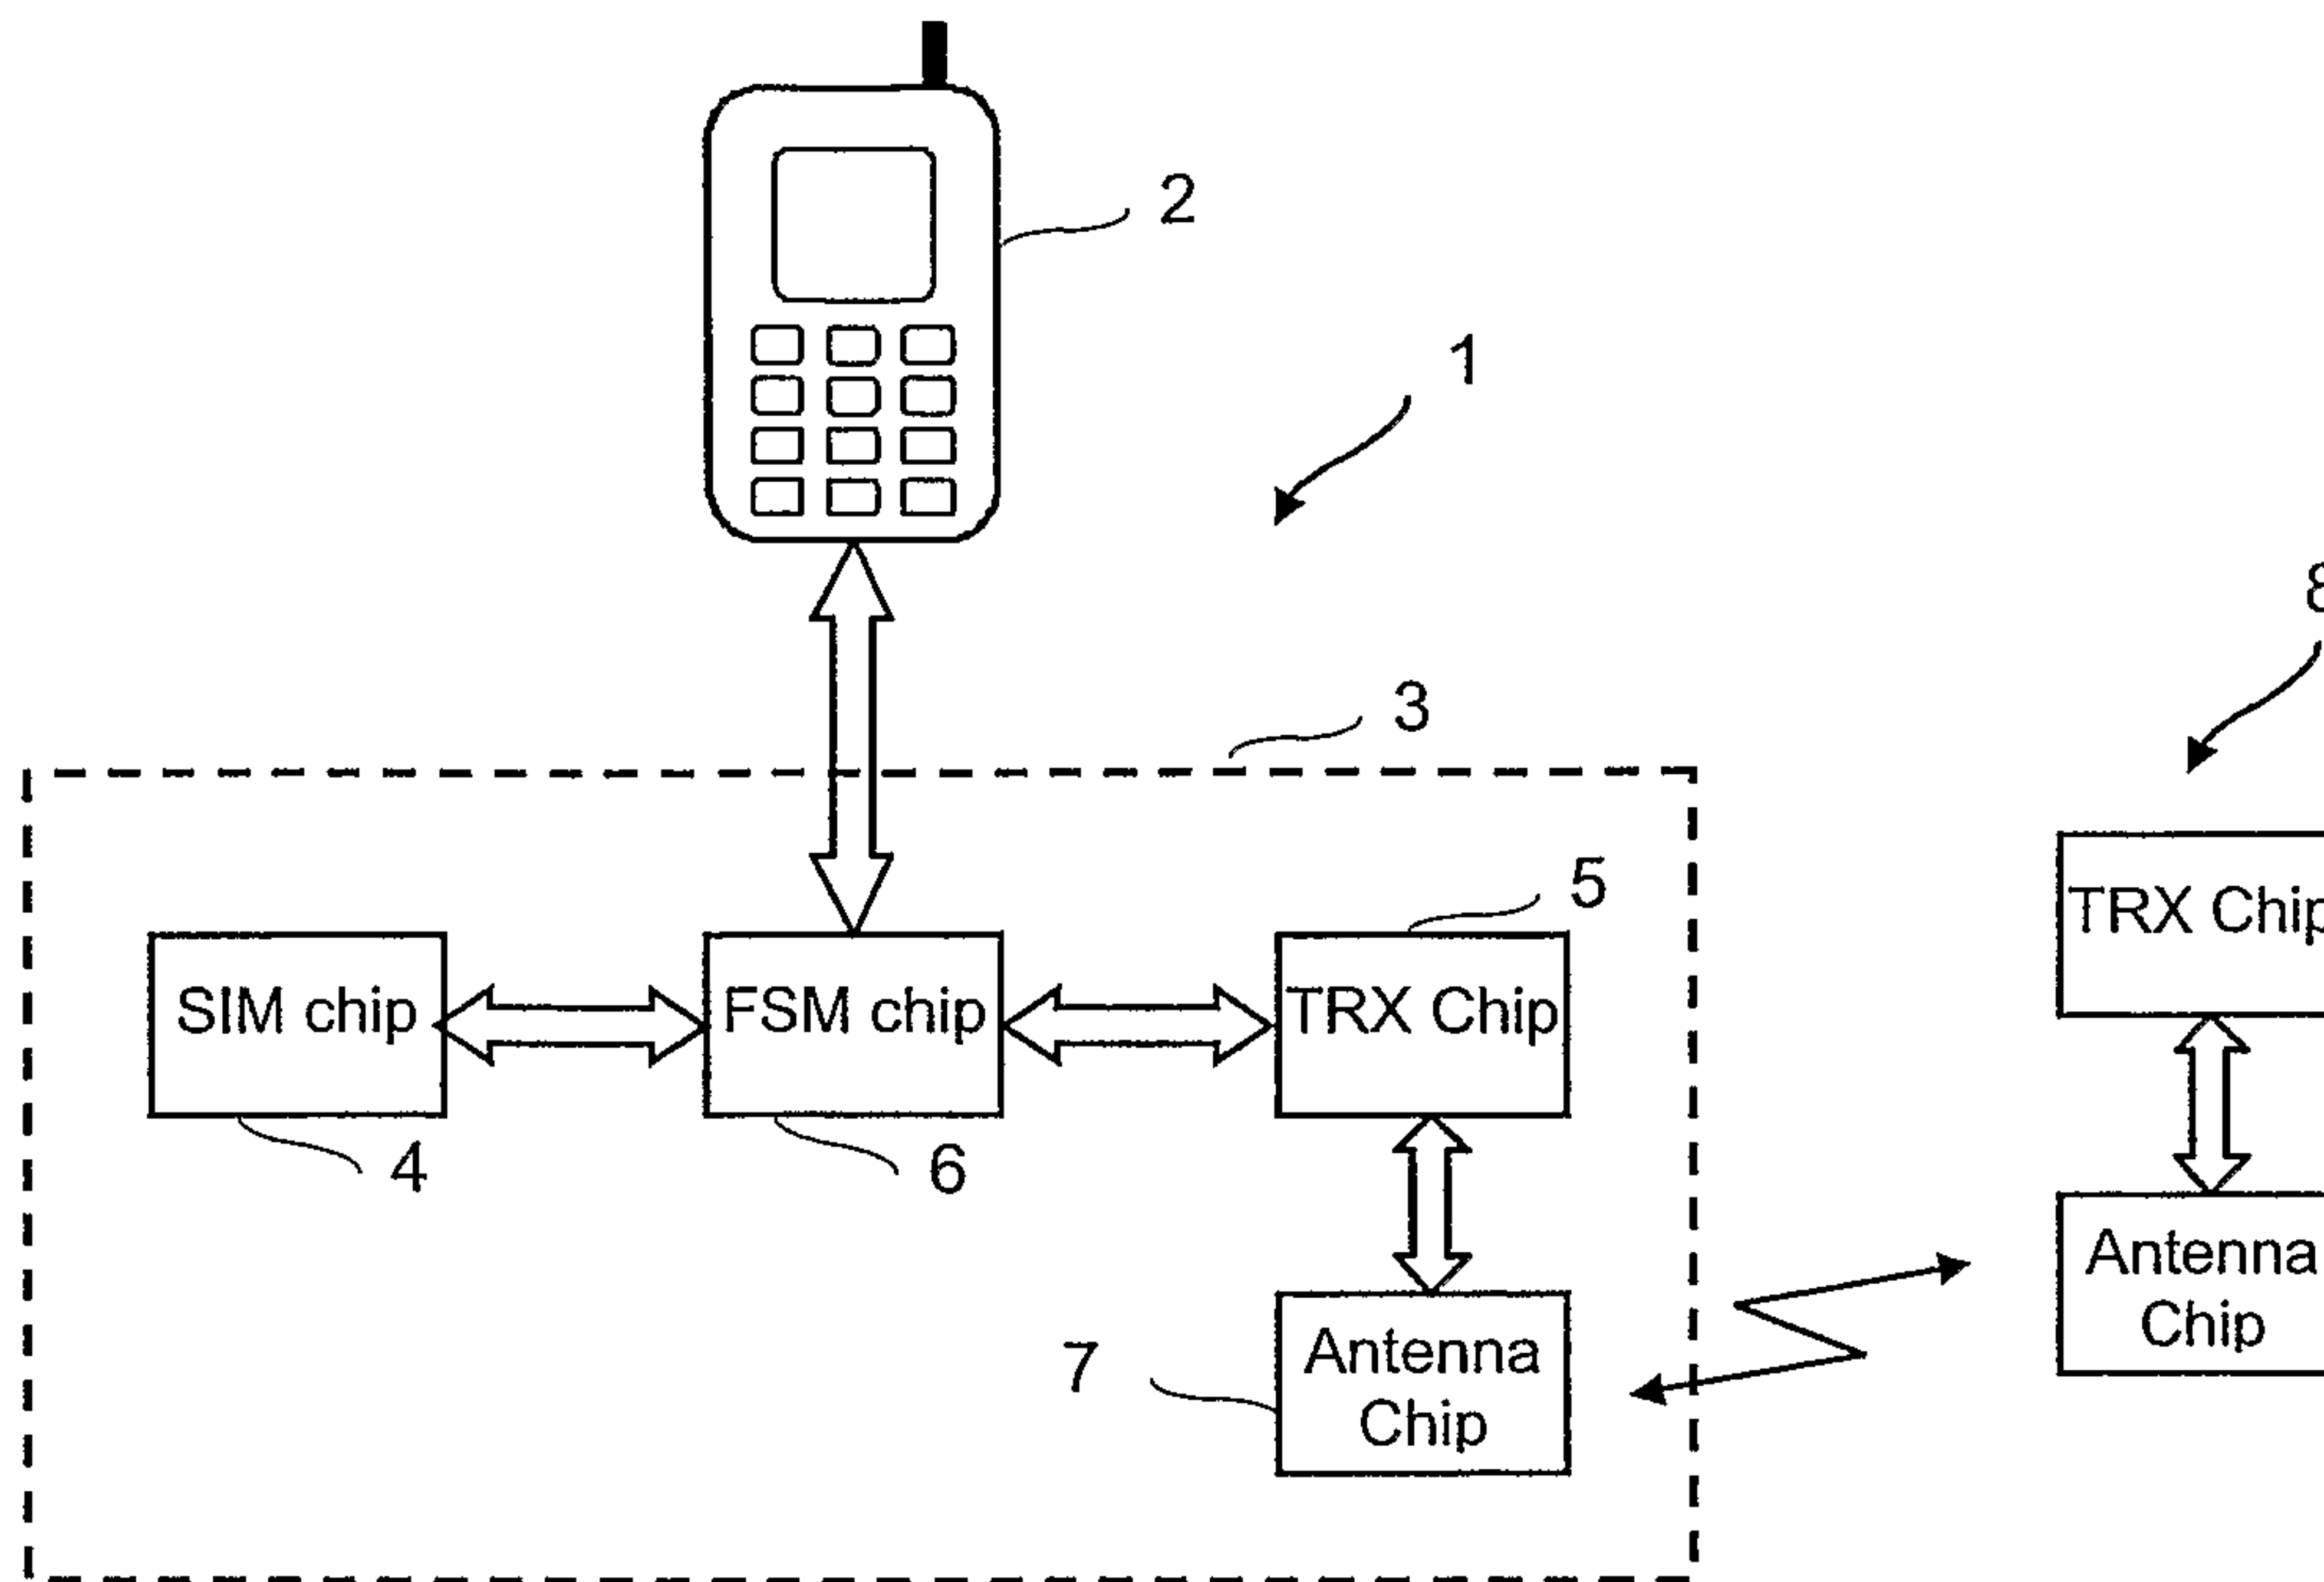 2
1
8
3
5
TRX Chip
SIM chip
FSM chip
TRX Chip
4
6
Antenna
Chip
7
Antenna
Chip